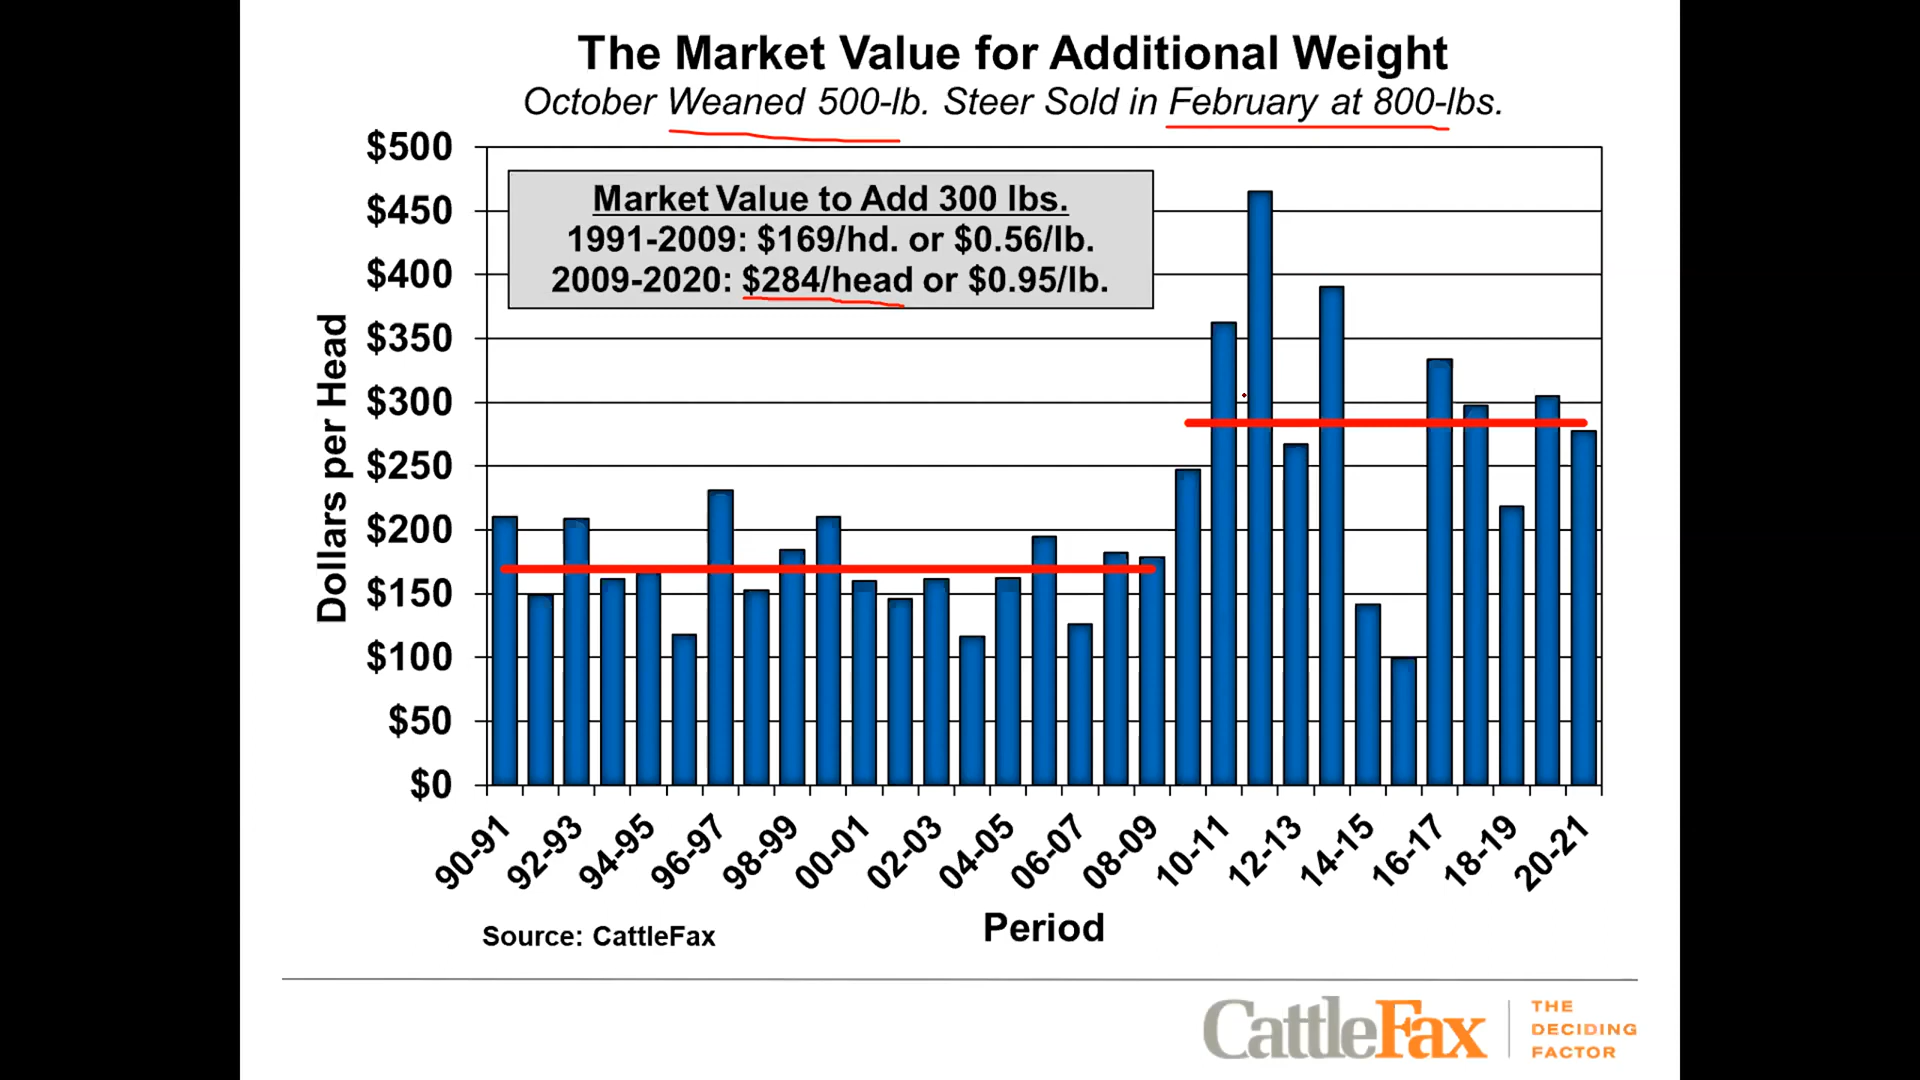 The Market Value for Additional Weight
October Weaned 500-lb. Steer Sold in February at 800-lbs.
Market Value to Add 300 lbs.
1991-2009: $169/hd. or $0.56/lb.
2009-2020: $284/head or $0.95/lb.
Dollars per Head
$500
$450
$400
$350
$300
$250
$200
$150
$100
$50
$0
90-91
92-93
94-95
96-97
98-99
00-01
02-03
04-05
06-07
08-09
10-11
12-13
14-15
16-17
18-19
20-21
Period
Source: CattleFax
CattleFax
THE
DECIDING
FACTOR